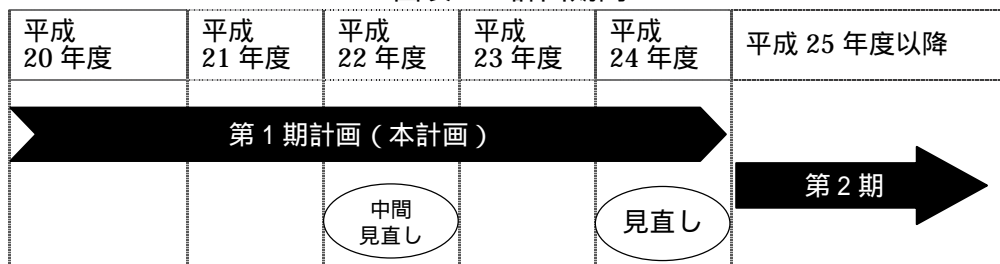 平成
20 年度
平成
21 年度
平成
22 年度
平成
23 年度
平成
24 年度
平成 25 年度以降
第 1 期計画（本計画）
第 2 期
中間
見直し
見直し